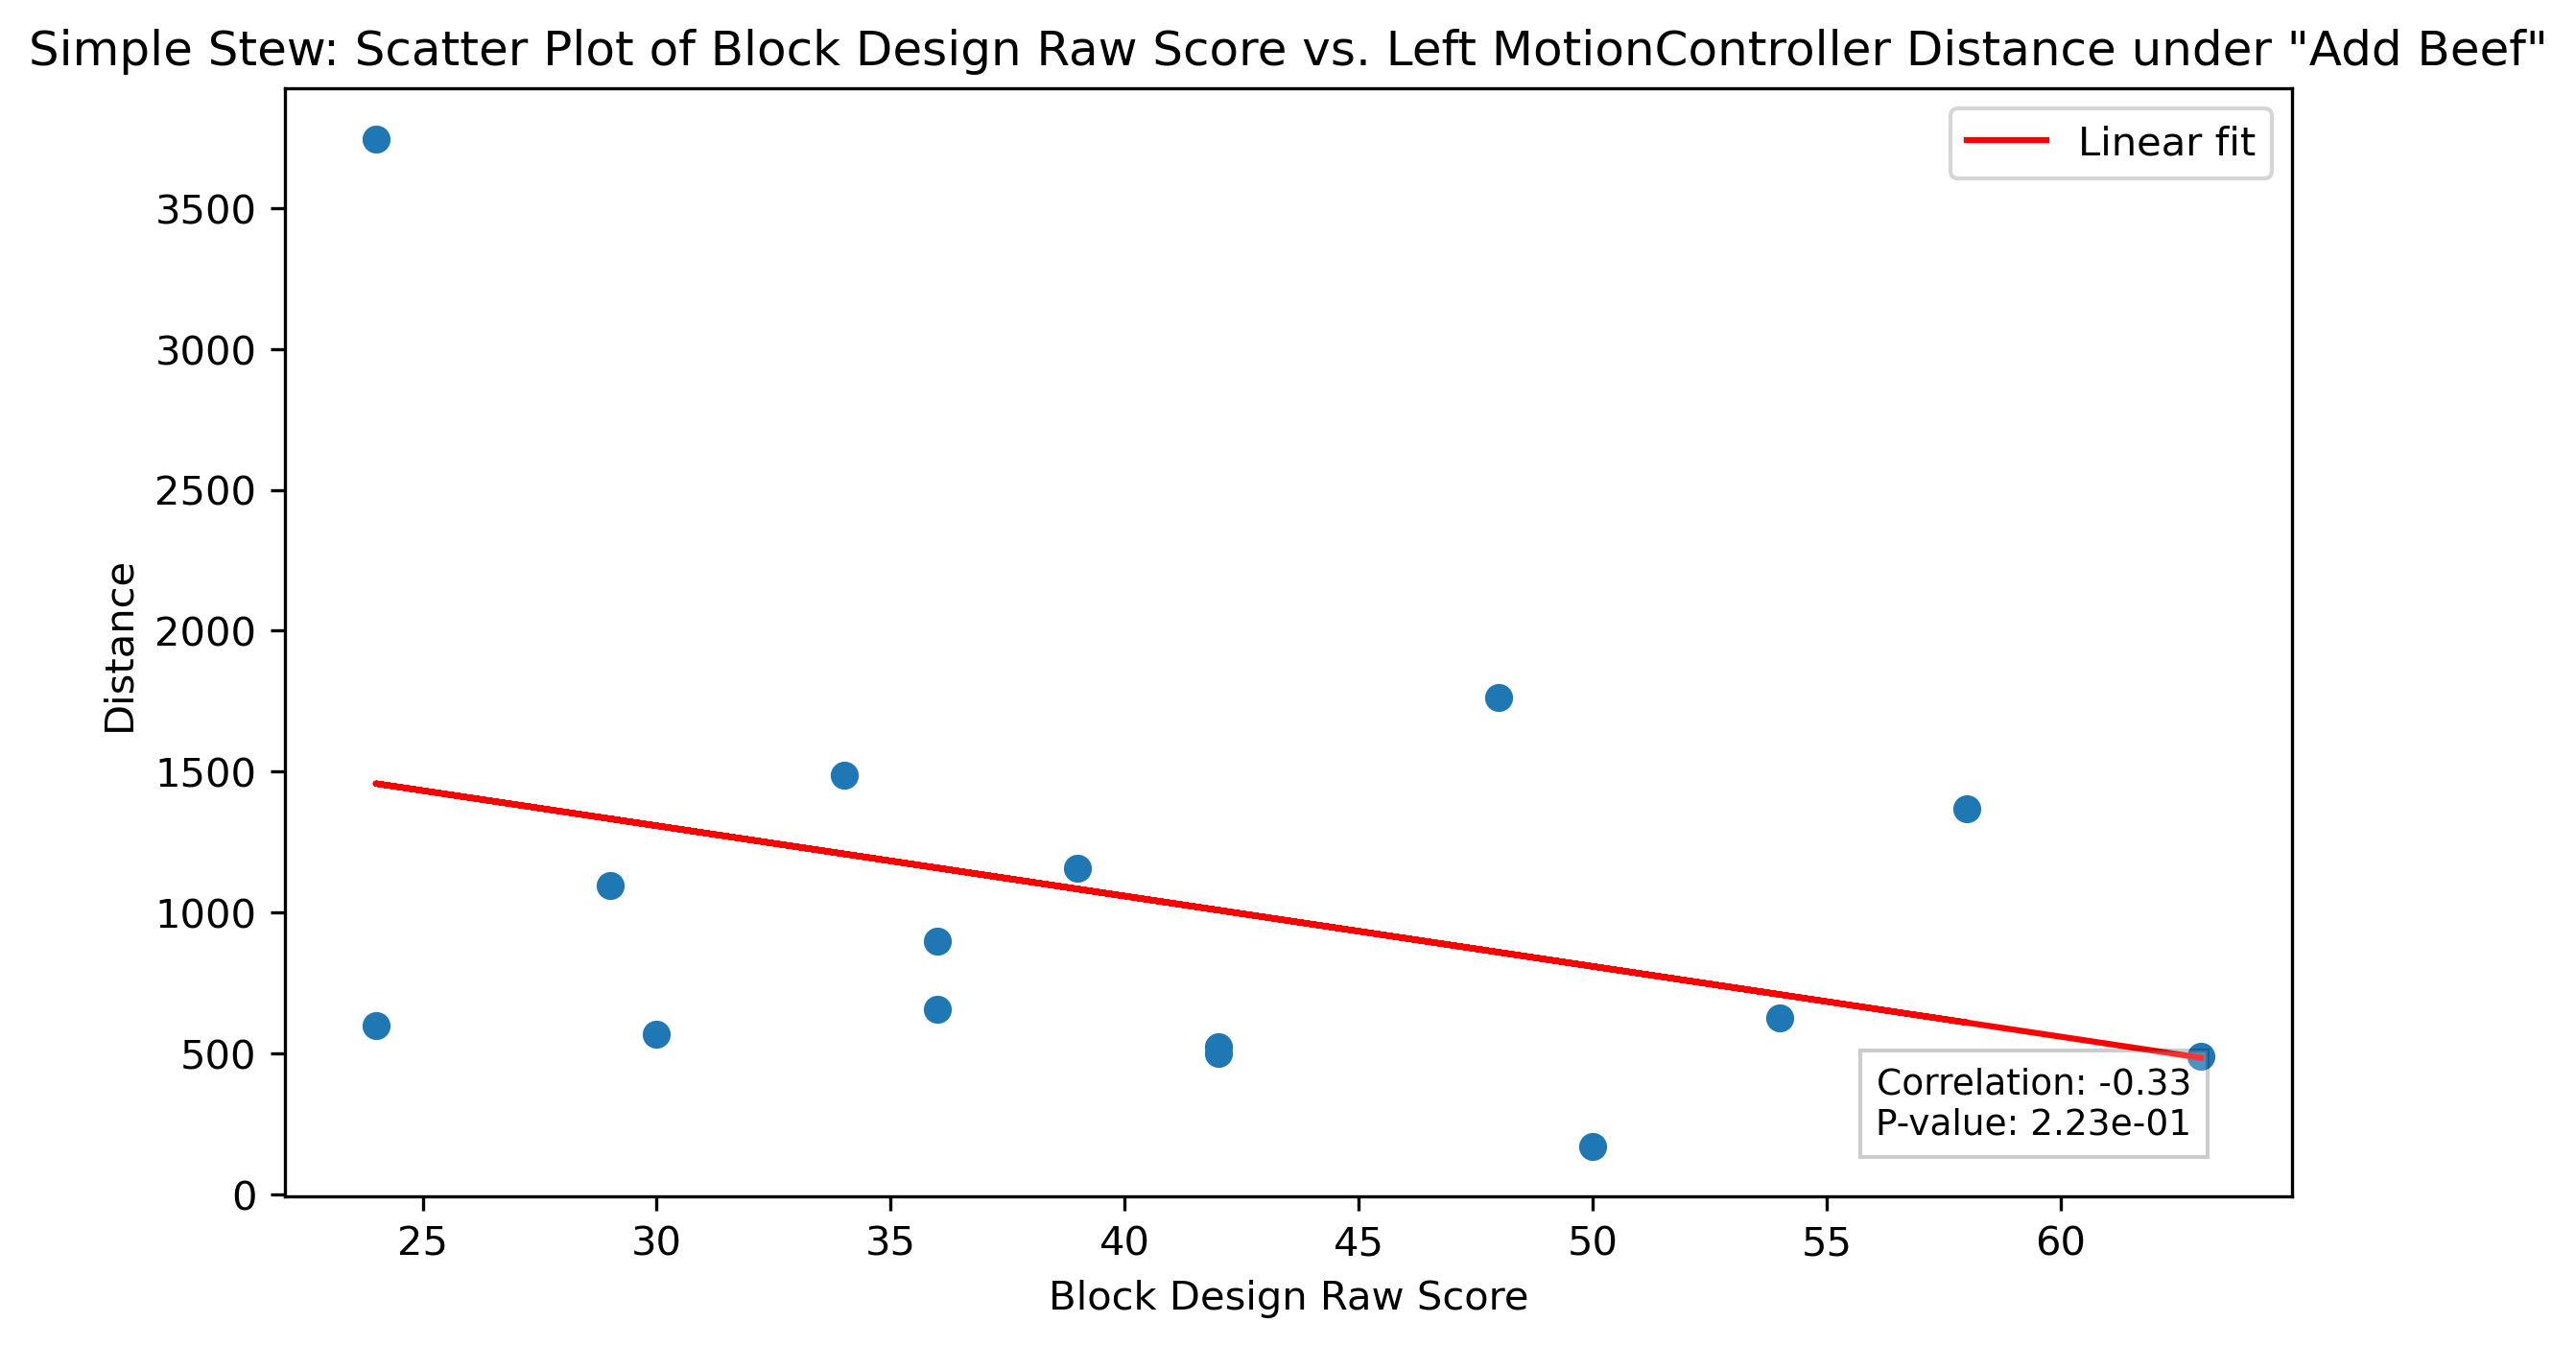 Simple Stew: Scatter Plot of Block Design Raw Score vs. Left MotionController Distance under "Add Beef"
Linear fit
3500
3000
2500
2000
1500
1000
500
0
Distance
Correlation: -0.33
P-value: 2.23e-01
25 30 35 40 45 50 55 60
Block Design Raw Score